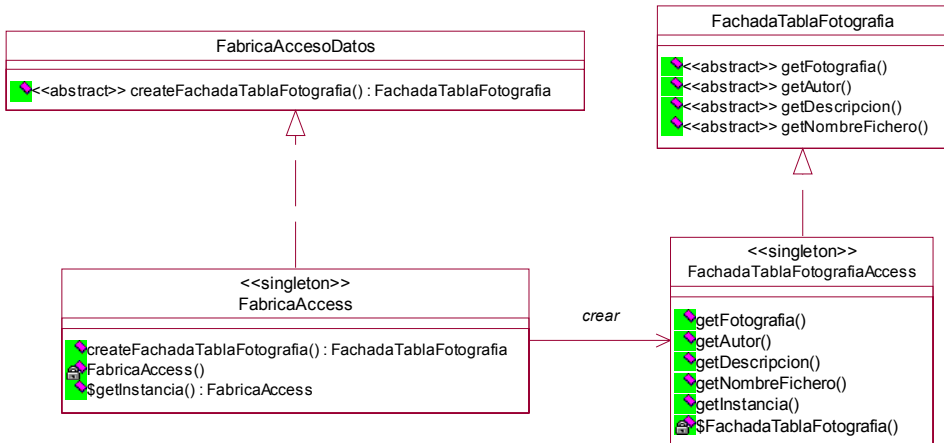 FabricaAccesoDatos
<<abstract>> createFachadaTablaFotografia() : FachadaTablaFotografia
FachadaTablaFotografia
<<abstract>> getFotografia()
<<abstract>> getAutor()
<<abstract>> getDescripcion()
<<abstract>> getNombreFichero()
<<singleton>>
FabricaAccess
createFachadaTablaFotografia() : FachadaTablaFotografia
FabricaAccess()
$getInstancia() : FabricaAccess
crear
<<singleton>>
FachadaTablaFotografiaAccess
getFotografia()
getAutor()
getDescripcion()
getNombreFichero()
getInstancia()
$FachadaTablaFotografia()